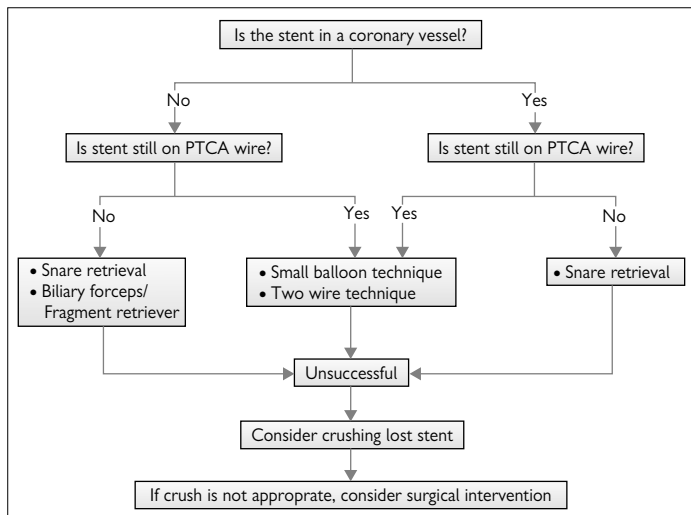 Is the stent in a coronary vessel?
No
Yes
Is stent still on PTCA wire?
Is stent still on PTCA wire?
No
Yes
Yes
No
• Snare retrieval
• Biliary forceps/
Fragment retriever
• Small balloon technique
• Two wire technique
• Snare retrieval
Unsuccessful
Consider crushing lost stent
If crush is not approprate, consider surgical intervention